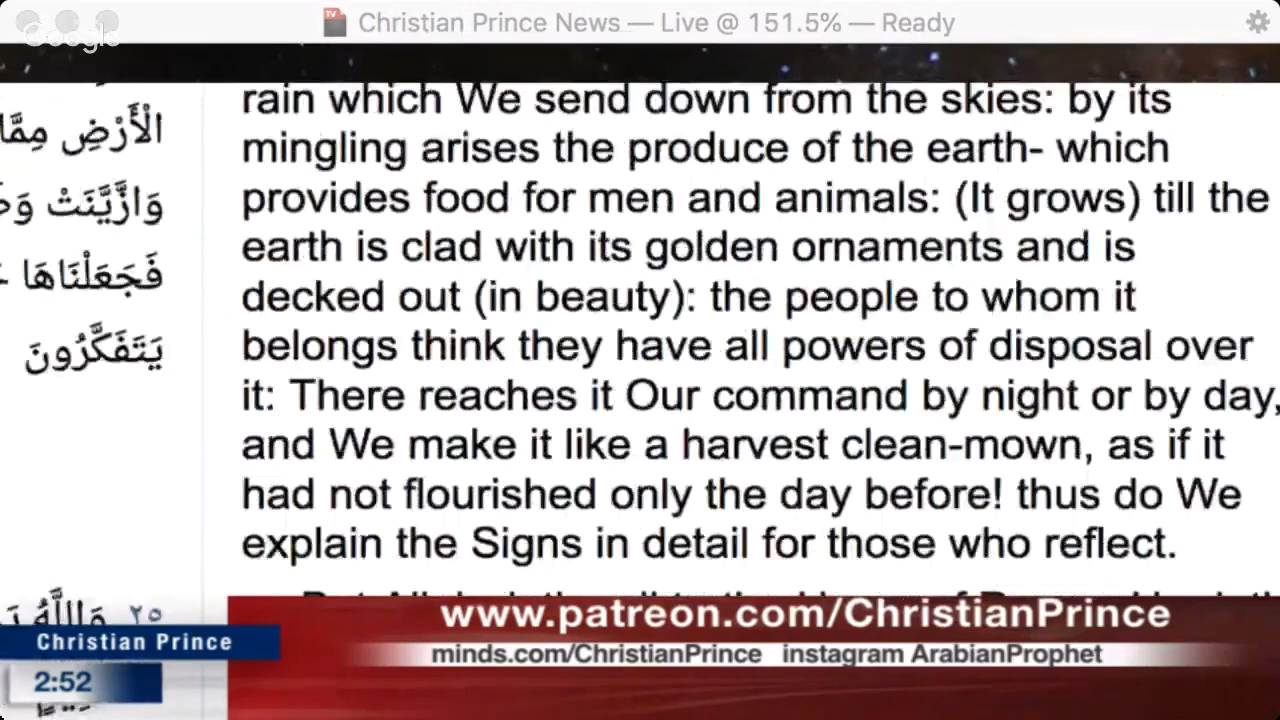 Christian Prince News — Live @ 151.5% — Ready
Google
rain which We send down from the skies: by its
mingling arises the produce of the earth- which
provides food for men and animals: (It grows) till the
earth is clad with its golden ornaments and is
decked out (in beauty): the people to whom it
belongs think they have all powers of disposal over
it: There reaches it Our command by night or by day,
and We make it like a harvest clean-mown, as if it
had not flourished only the day before! thus do We
explain the Signs in detail for those who reflect.
الْأَرْضِ مِمَّا
وَازَّيَّنَتْ
فَجَعَلْنَاهَا
يَتَفَكَّرُونَ
٢٥ وَاللَّهُ
www.patreon.com/ChristianPrince
minds.com/ChristianPrince instagram ArabianProphet
Christian Prince
2:52